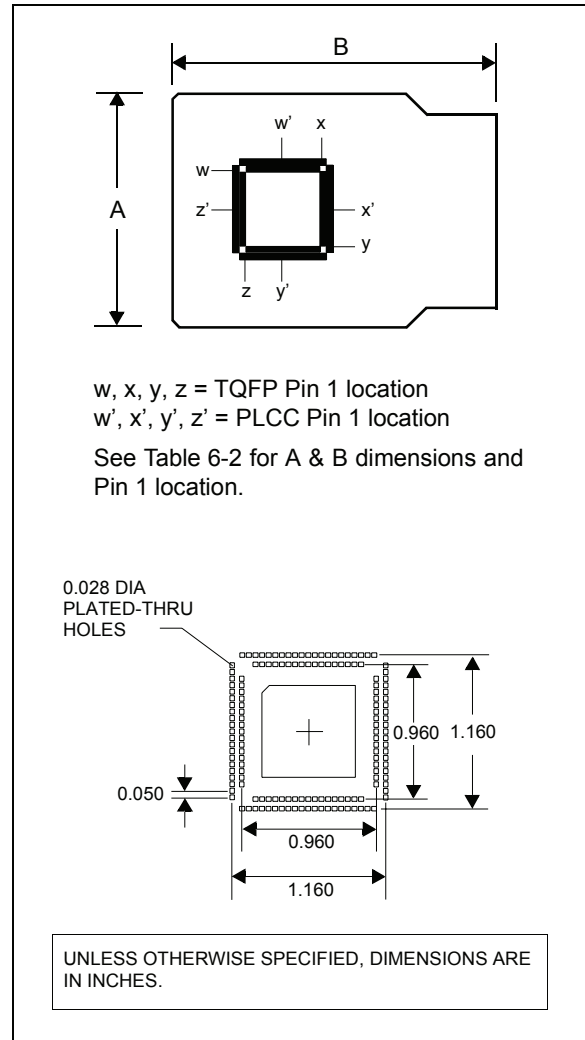 B
w’ x
w
A z’ x’
y
z y’
w, x, y, z = TQFP Pin 1 location
w’, x’, y’, z’ = PLCC Pin 1 location
See Table 6-2 for A & B dimensions and
Pin 1 location.
0.028 DIA
PLATED-THRU
HOLES
0.960 1.160
0.050
0.960
1.160
UNLESS OTHERWISE SPECIFIED, DIMENSIONS ARE
IN INCHES.